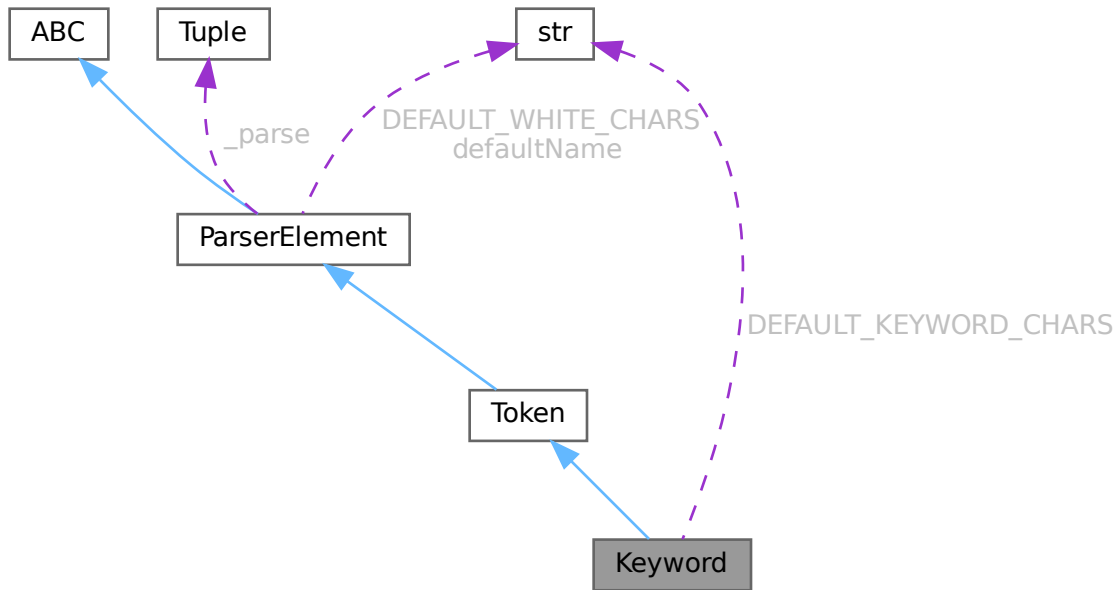 ABC
Tuple
str
_parse
DEFAULT_WHITE_CHARS
defaultName
ParserElement
DEFAULT_KEYWORD_CHARS
Token
Keyword